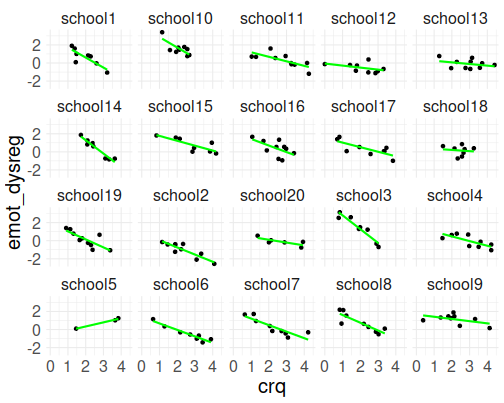 school1 school10 school11 school12 school13
2
0
-2
school14 school15 school16 school17 school18
2
0
-2
school19 school2 school20 school3 school4
2
0
-2
school5 school6 school7 school8 school9
2
0
-2
0 1 2 3 4 0 1 2 3 4 0 1 2 3 4 0 1 2 3 4 0 1 2 3 4
crq
emot_dysreg